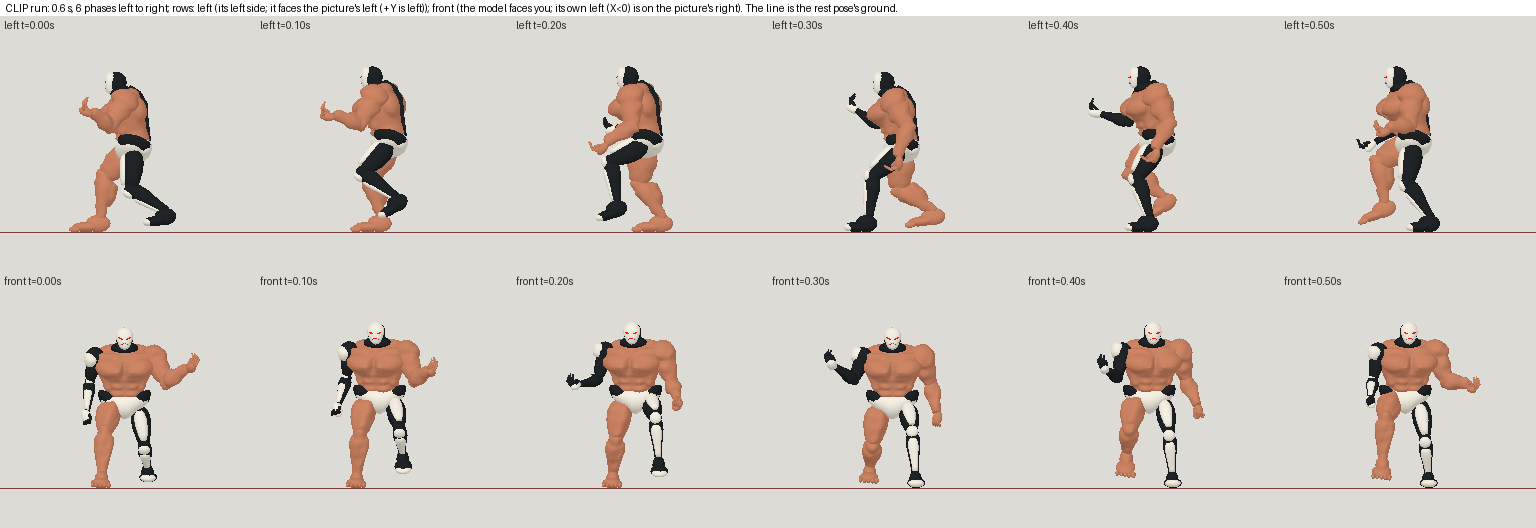 CLIP run: 0.6 s, 6 phases left to right; rows: left (its left side; it faces the picture's left (+Y is left)); front (the model faces you; its own left (X<0) is on the picture's right). The line is the rest pose's ground.
left t=0.00s left t=0.10s left t=0.20s left t=0.30s left t=0.40s left t=0.50s
front t=0.00s front t=0.10s front t=0.20s front t=0.30s front t=0.40s front t=0.50s